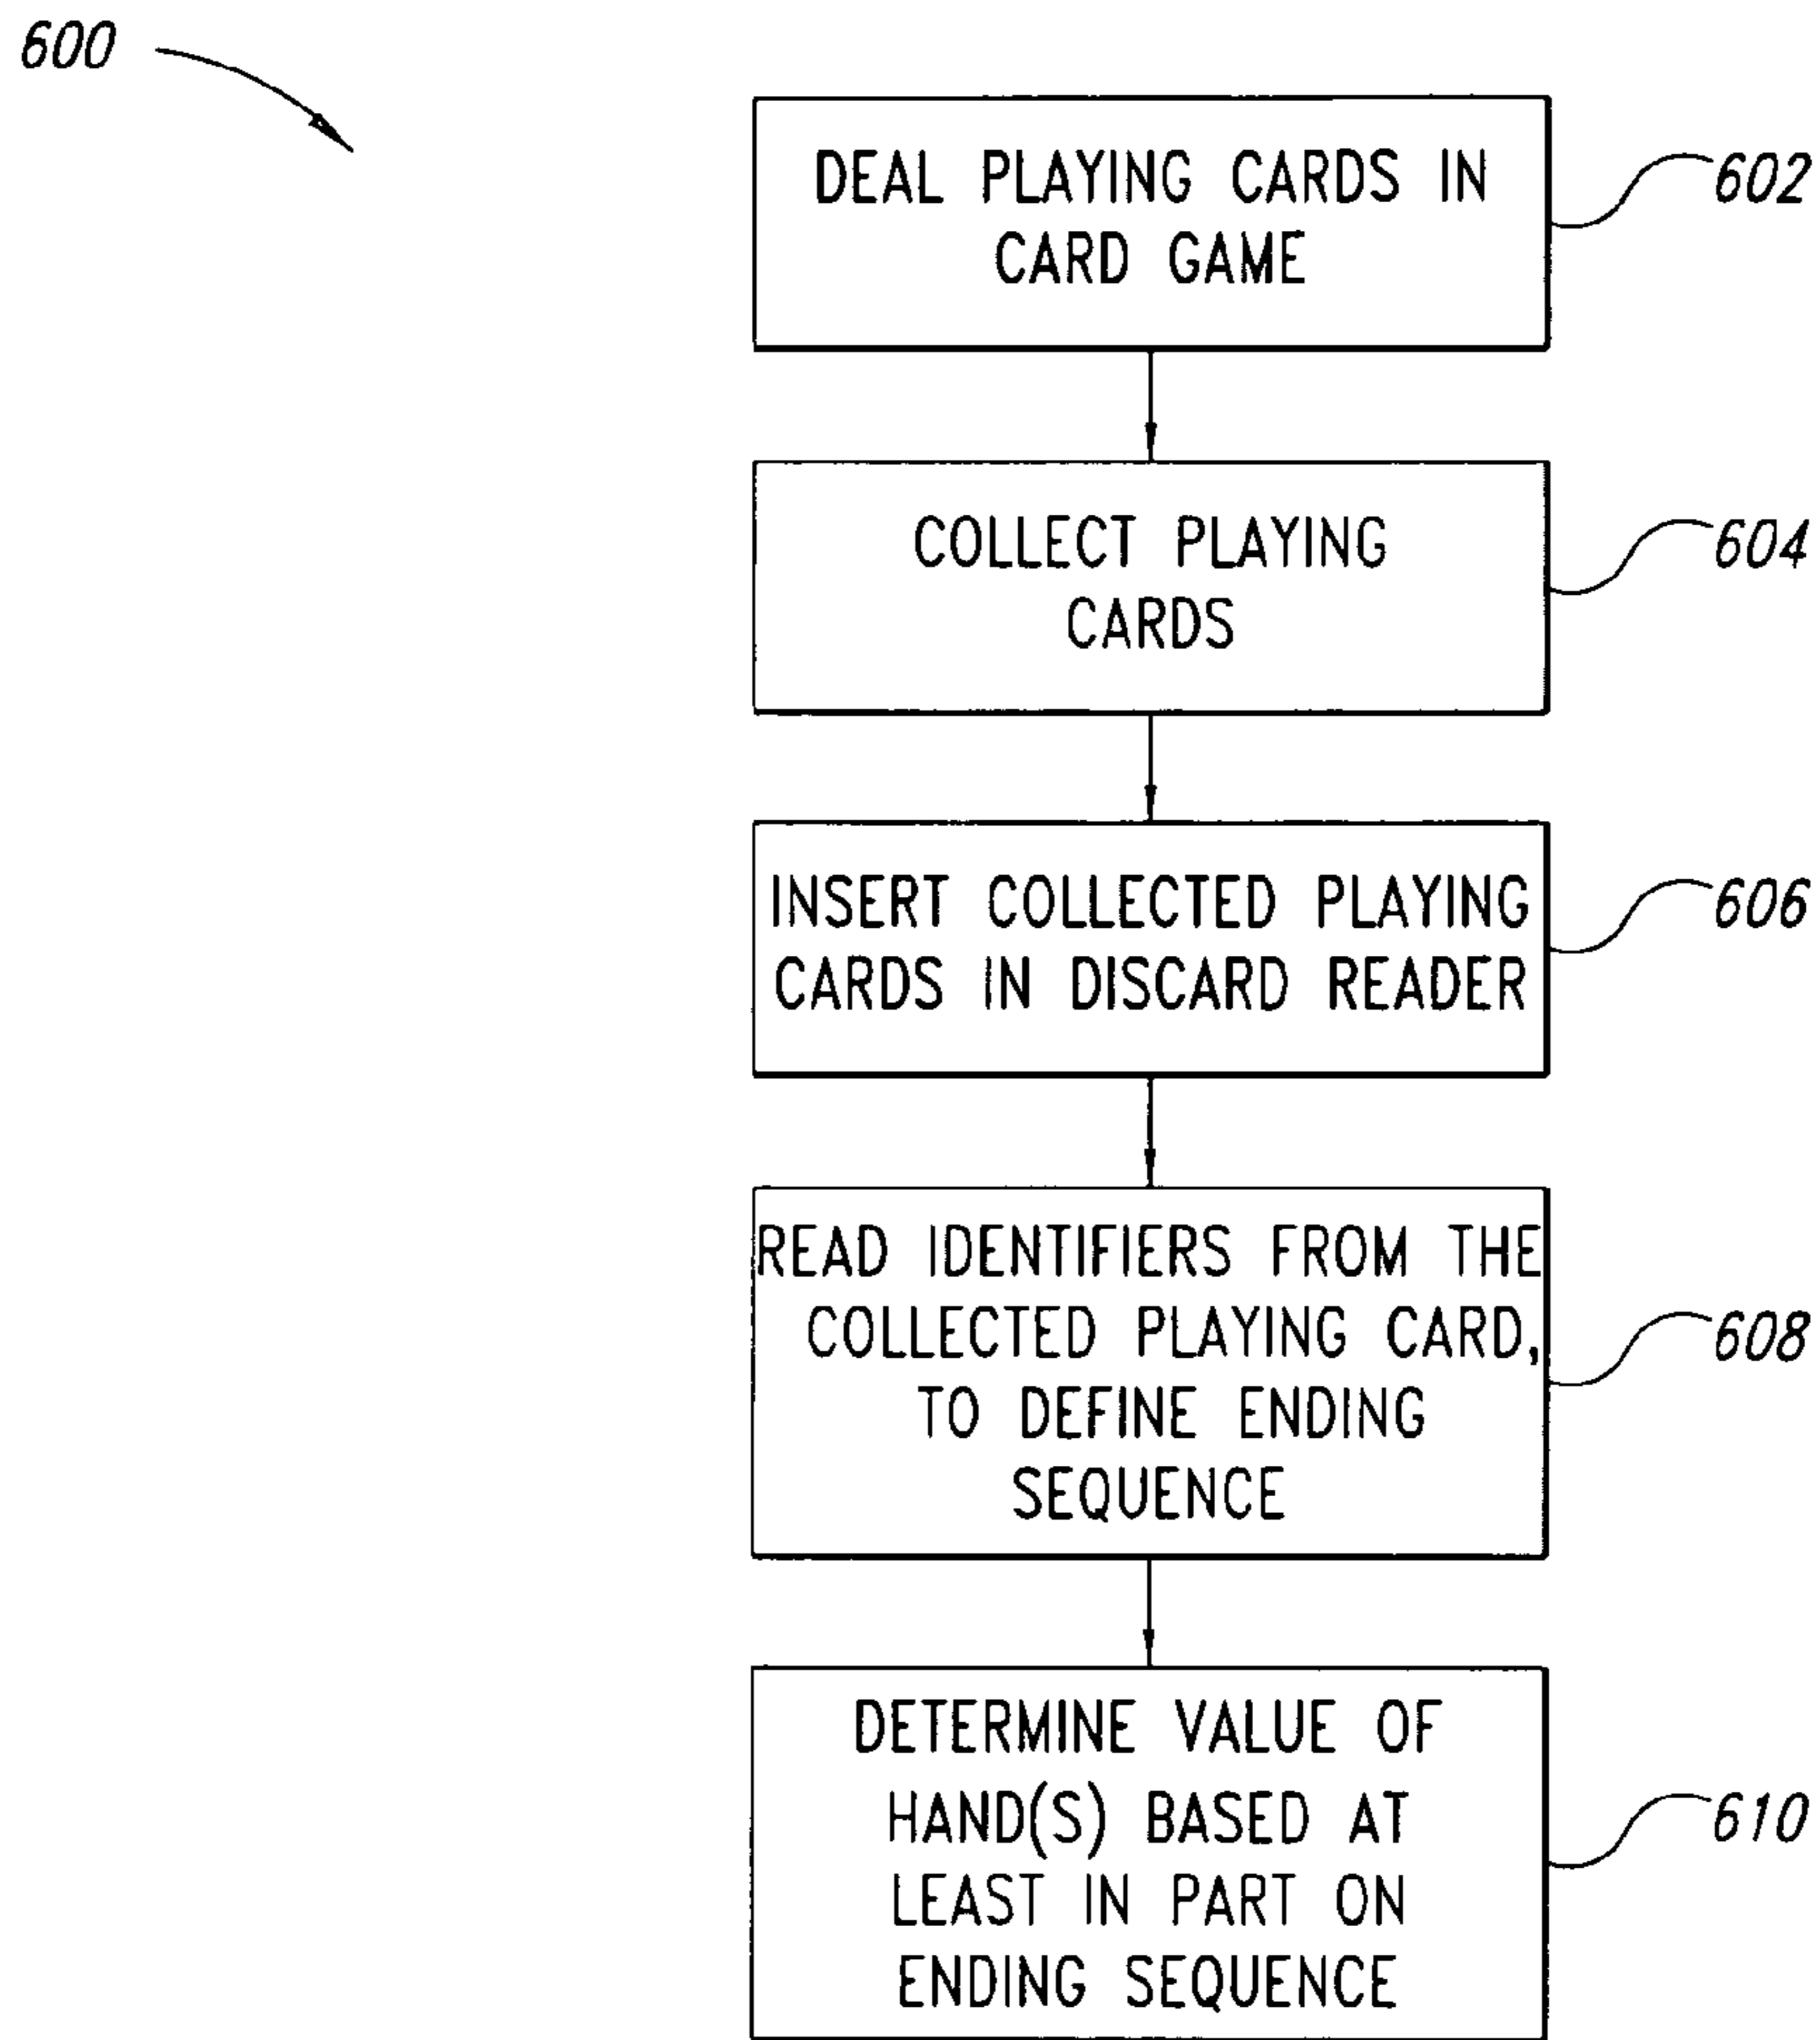 600
DEAL PLAYING CARDS IN
CARD GAME
602
COLLECT PLAYING
CARDS
604
INSERT COLLECTED PLAYING
CARDS IN DISCARD READER
606
READ IDENTIFIERS FROM THE
COLLECTED PLAYING CARD,
TO DEFINE ENDING
SEQUENCE
608
DETERMINE VALUE OF
HAND(S) BASED AT
LEAST IN PART ON
ENDING SEQUENCE
610